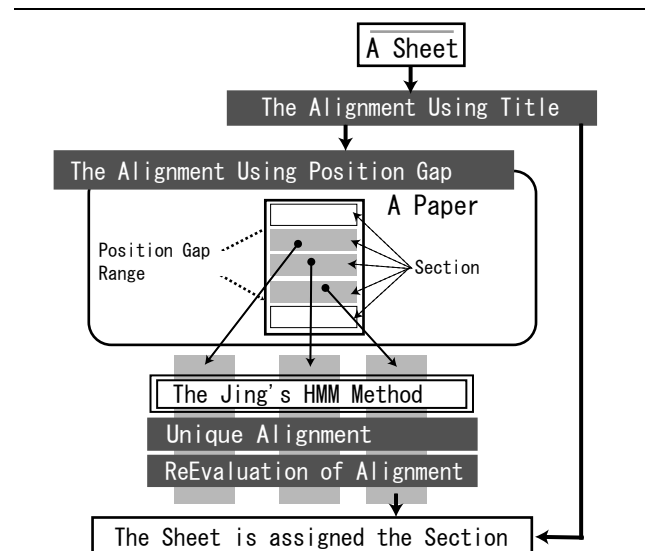 A Sheet
The Alignment Using Title
The Alignment Using Position Gap
A Paper
Position Gap
Range
Section
The Jing's HMM Method
Unique Alignment
ReEvaluation of Alignment
The Sheet is assigned the Section